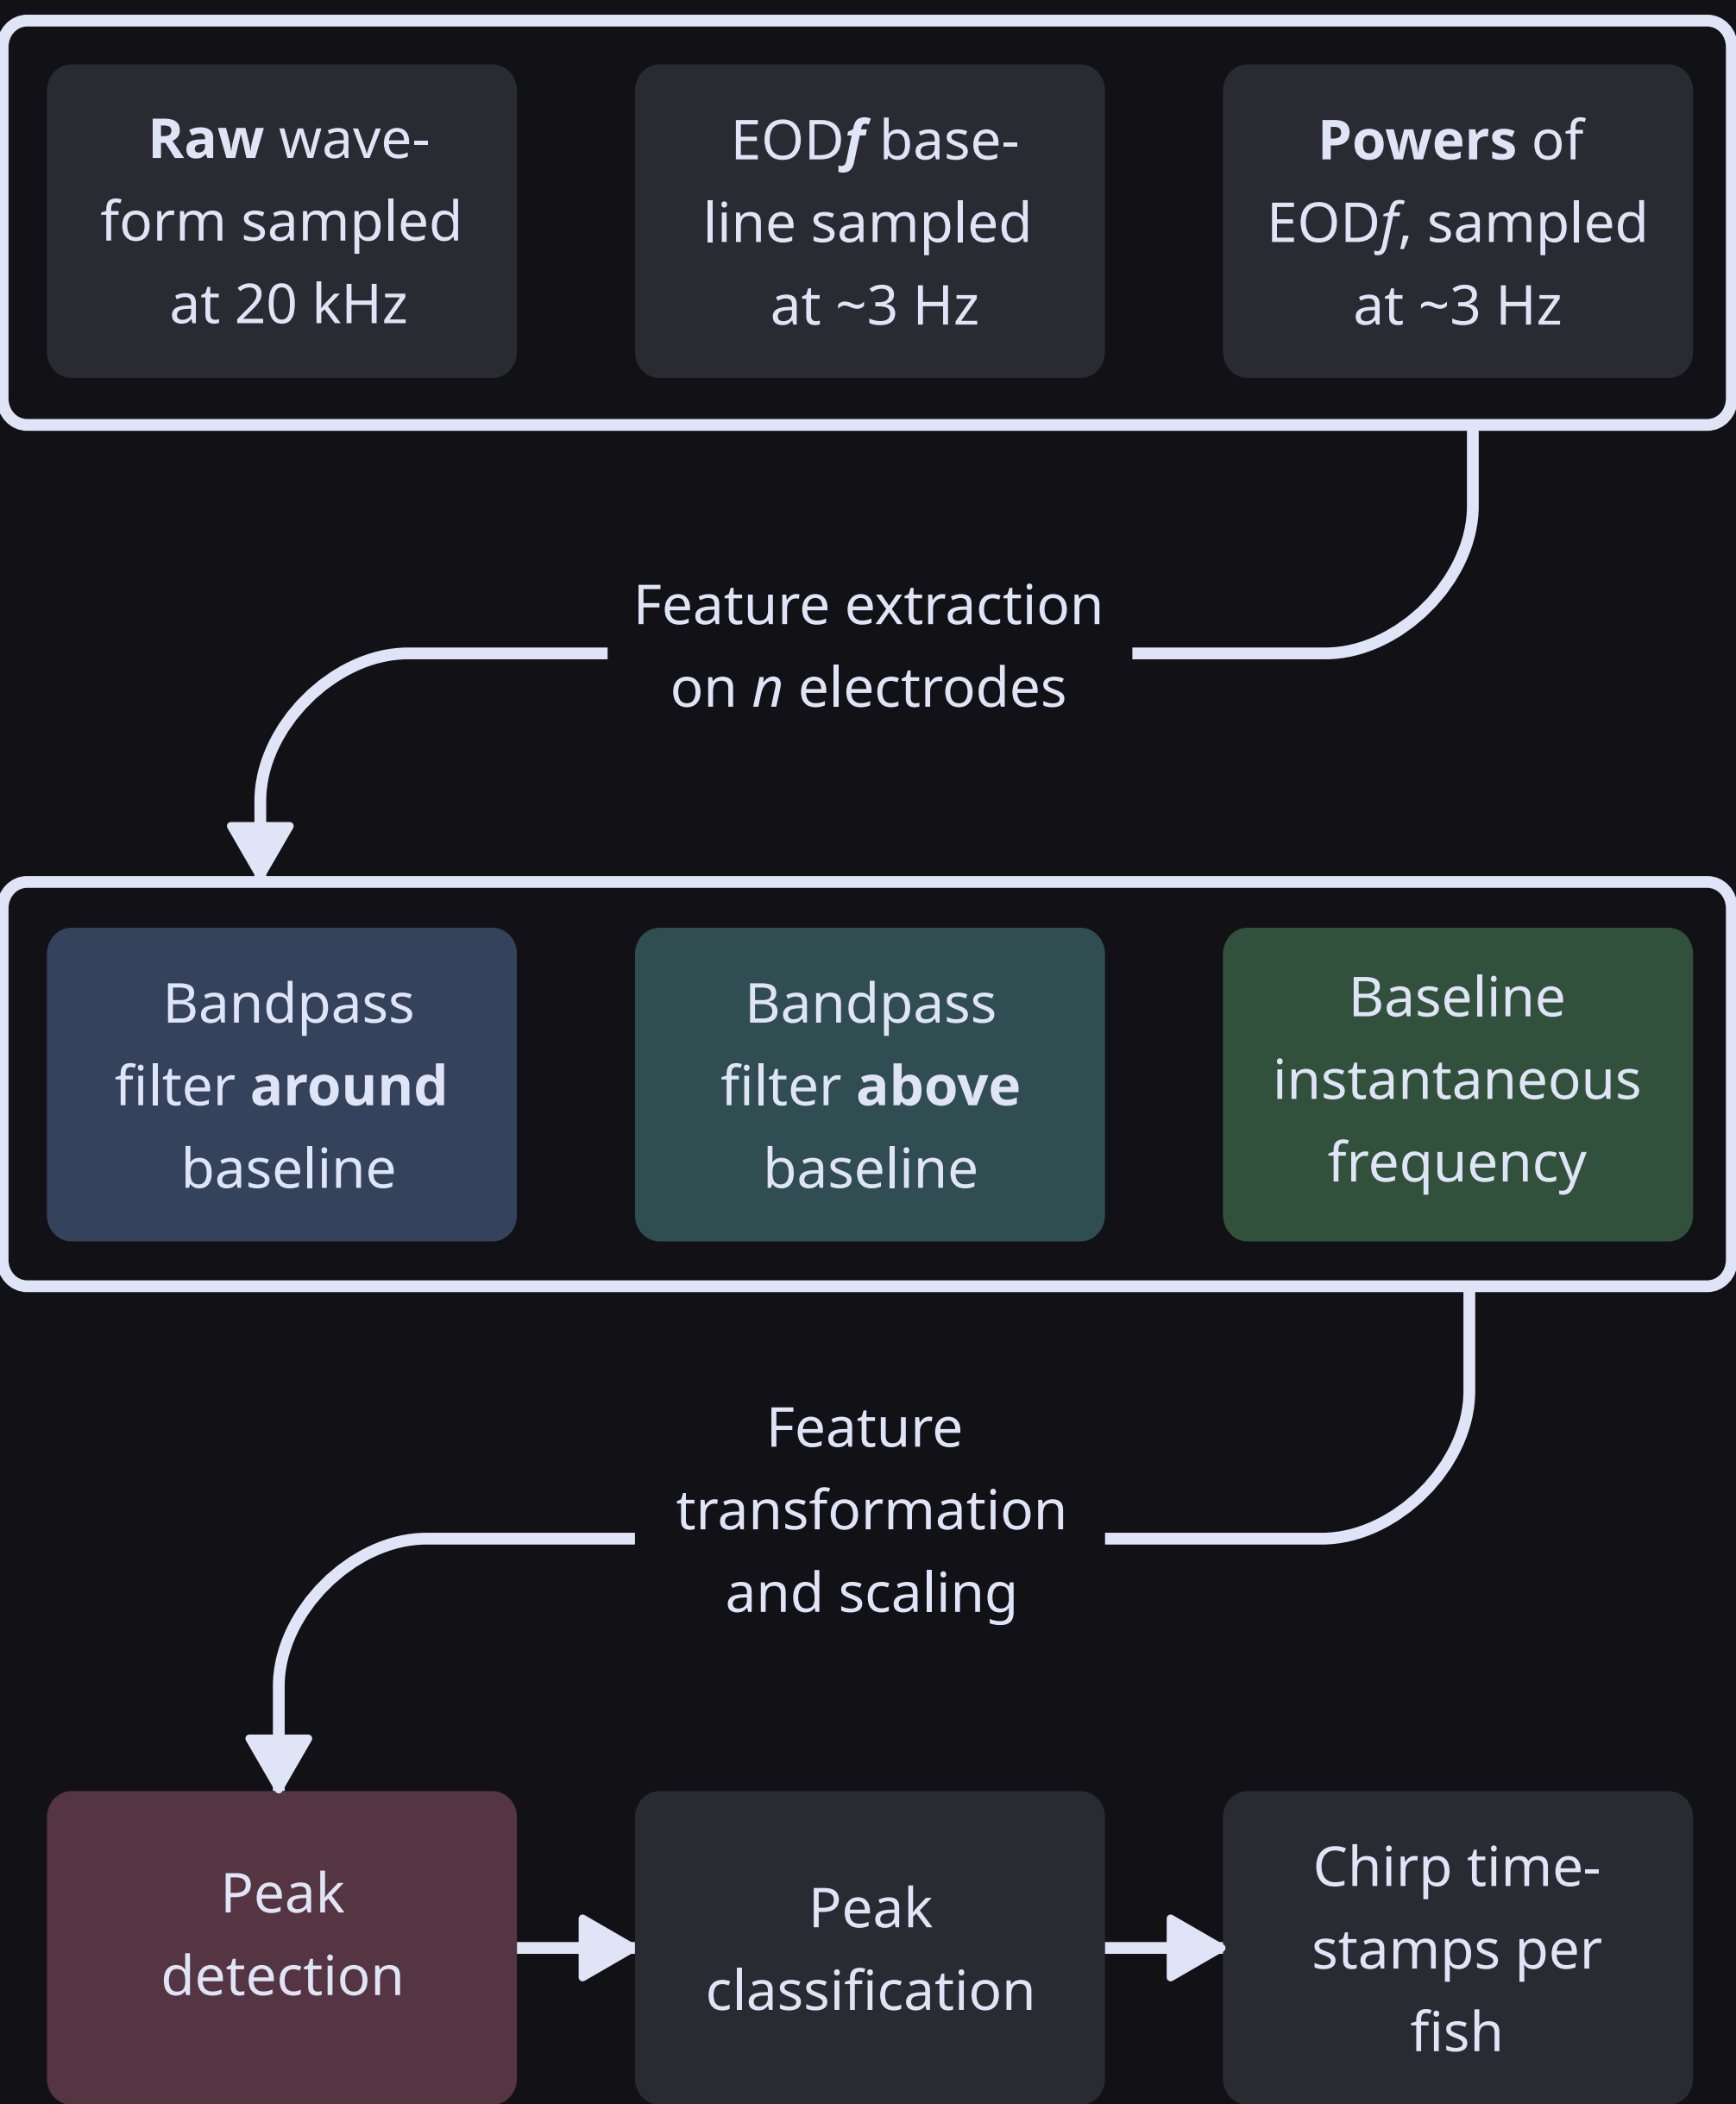 Raw wave-
form sampled
at 20 kHz
EODf base-
line sampled
at ~3 Hz
Powers of
EODf, sampled
at ~3 Hz
Feature extraction
on n electrodes
Bandpass
filter around
baseline
Bandpass
filter above
baseline
Baseline
instantaneous
frequency
Feature
transformation
and scaling
Peak
detection
Peak
classification
Chirp time-
stamps per
fish